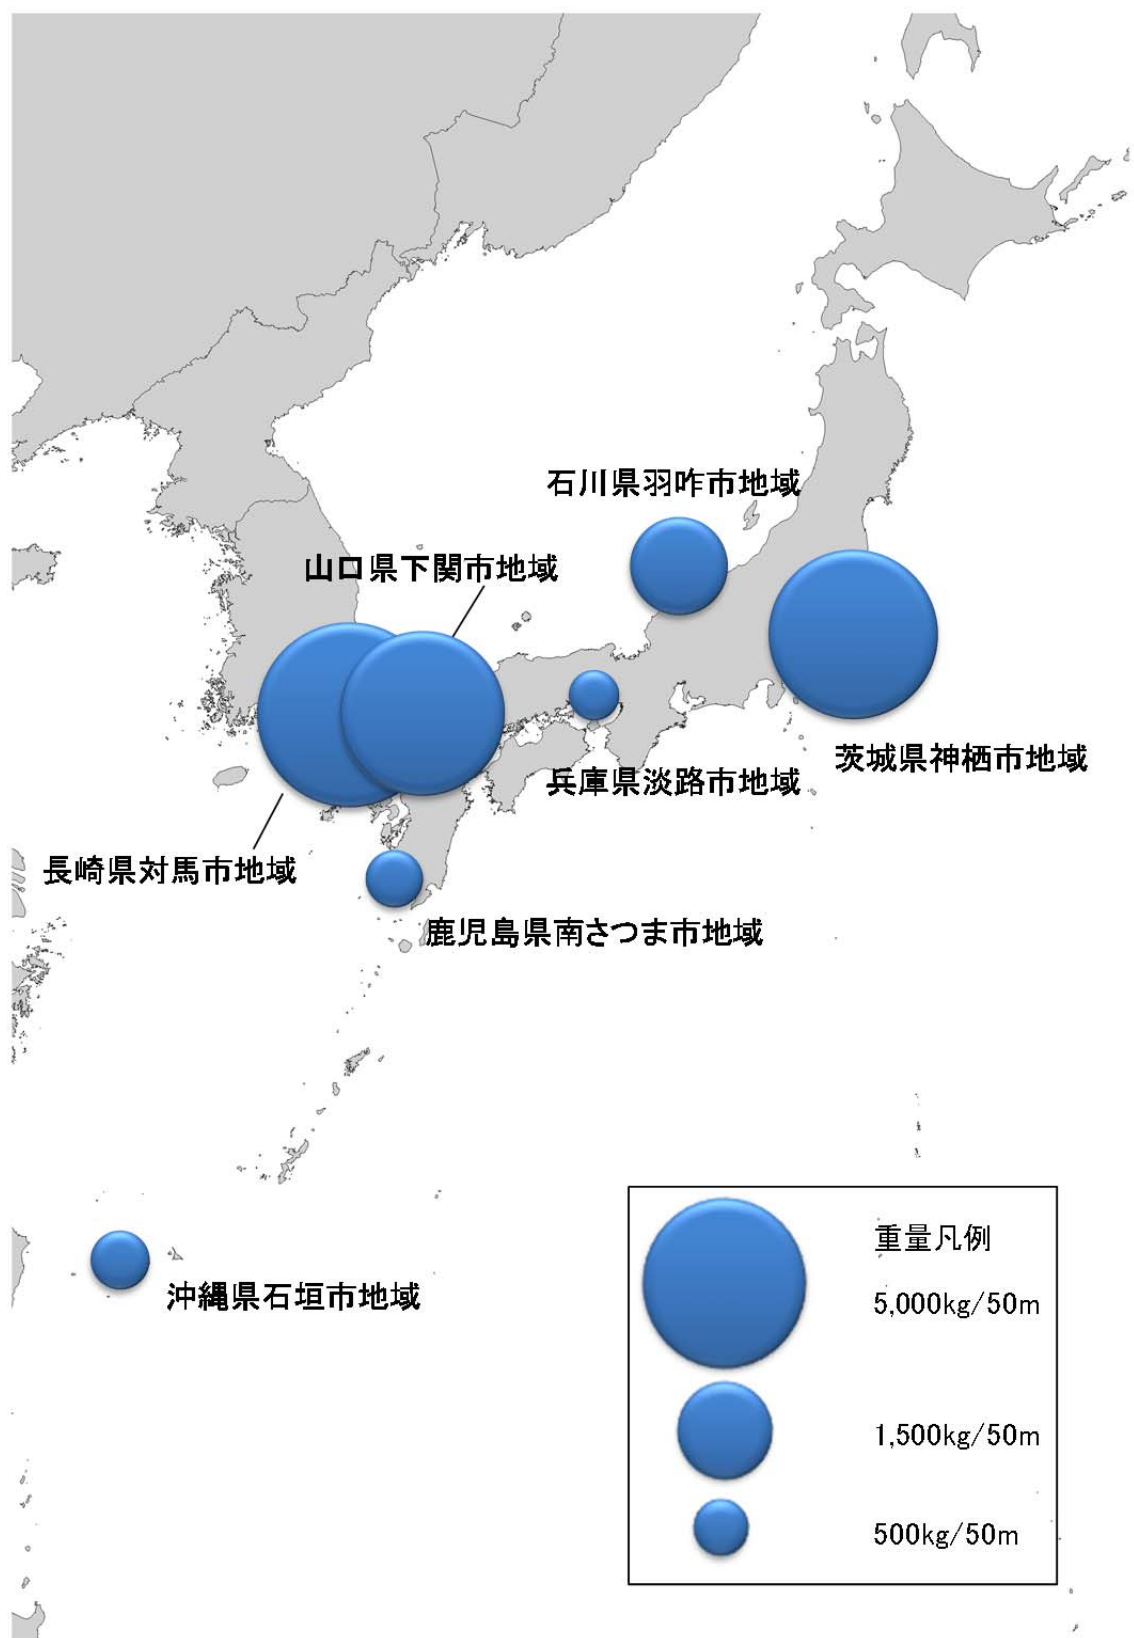 石川県羽咋市地域
山口県下関市地域
茨城県神栖市地域
兵庫県淡路市地域
長崎県対馬市地域
鹿児島県南さつま市地域
沖縄県石垣市地域
重量凡例
5,000kg/50m
1,500kg/50m
500kg/50m